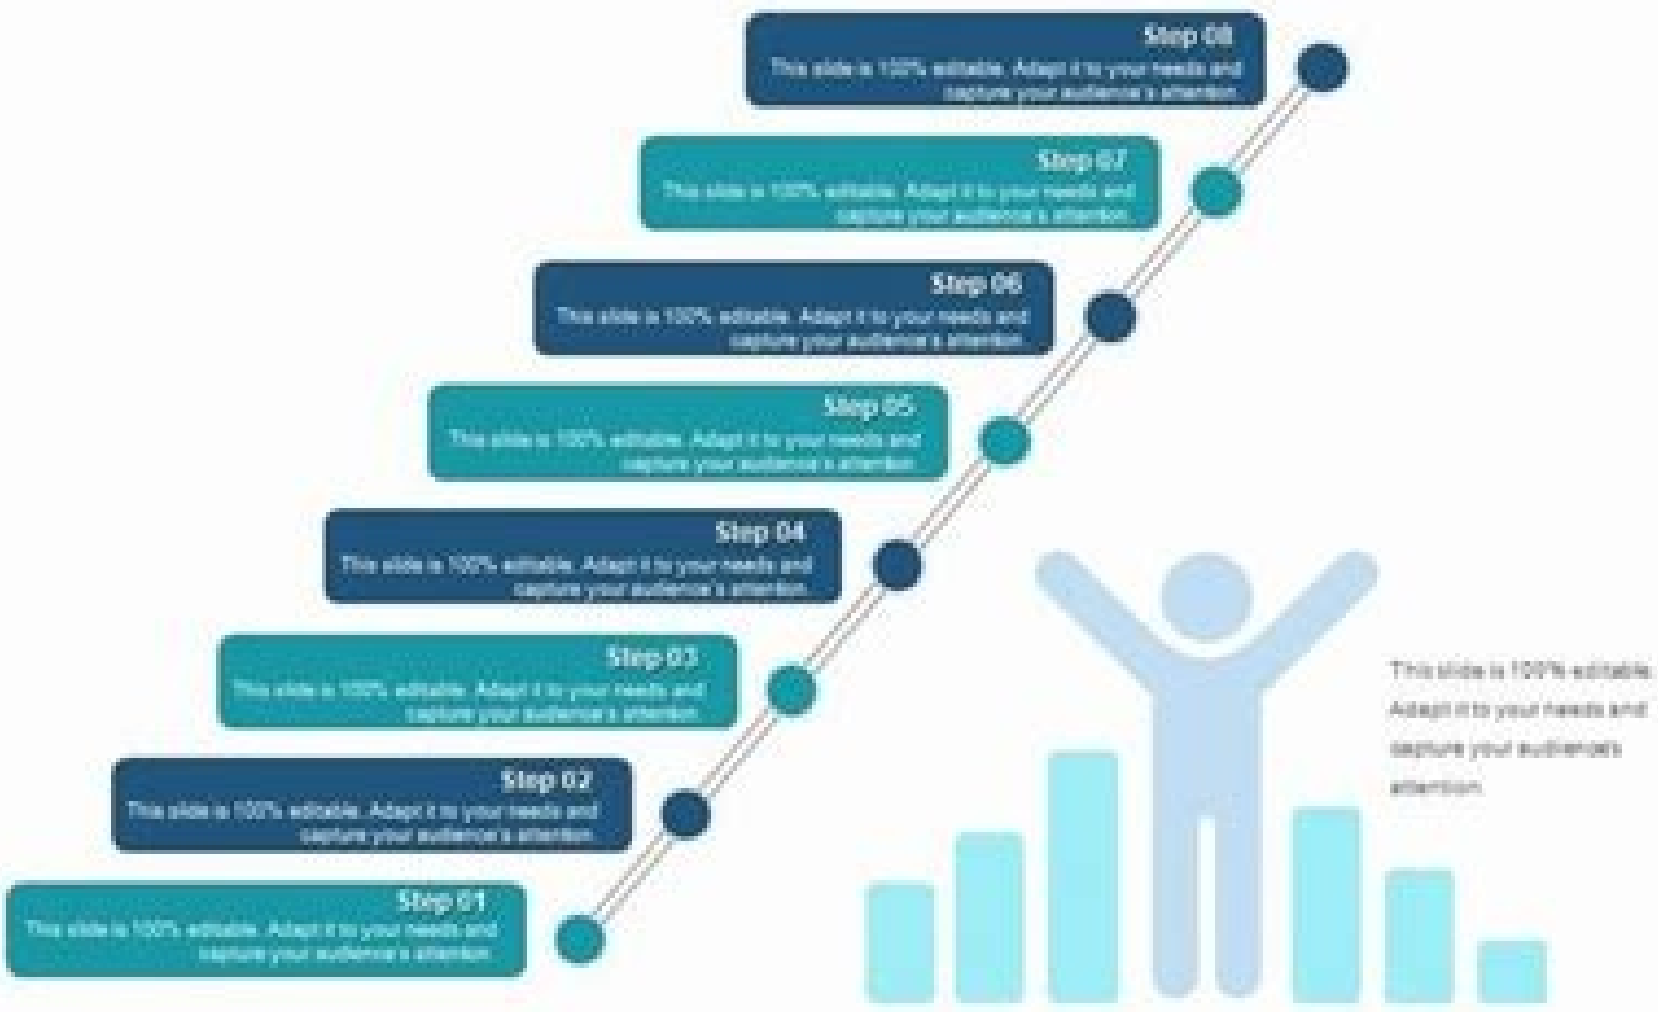 Step 08
This slide is 100% editable. Adapt it to your needs and
capture your audience's attention.
Step 07
This slide is 100% editable. Adapt it to your needs and
capture your audience's attention.
Step 06
This slide is 100% editable. Adapt it to your needs and
capture your audience's attention.
Step 05
This slide is 100% editable. Adapt it to your needs and
capture your audience's attention.
Step 04
This slide is 100% editable. Adapt it to your needs and
capture your audience's attention.
Step 03
This slide is 100% editable. Adapt it to your needs and
capture your audience's attention.
Step 02
This slide is 100% editable. Adapt it to your needs and
capture your audience's attention.
Step 01
This slide is 100% editable. Adapt it to your needs and
capture your audience's attention.
This slide is 100% editable.
Adapt it to your needs and
capture your audience's
attention.